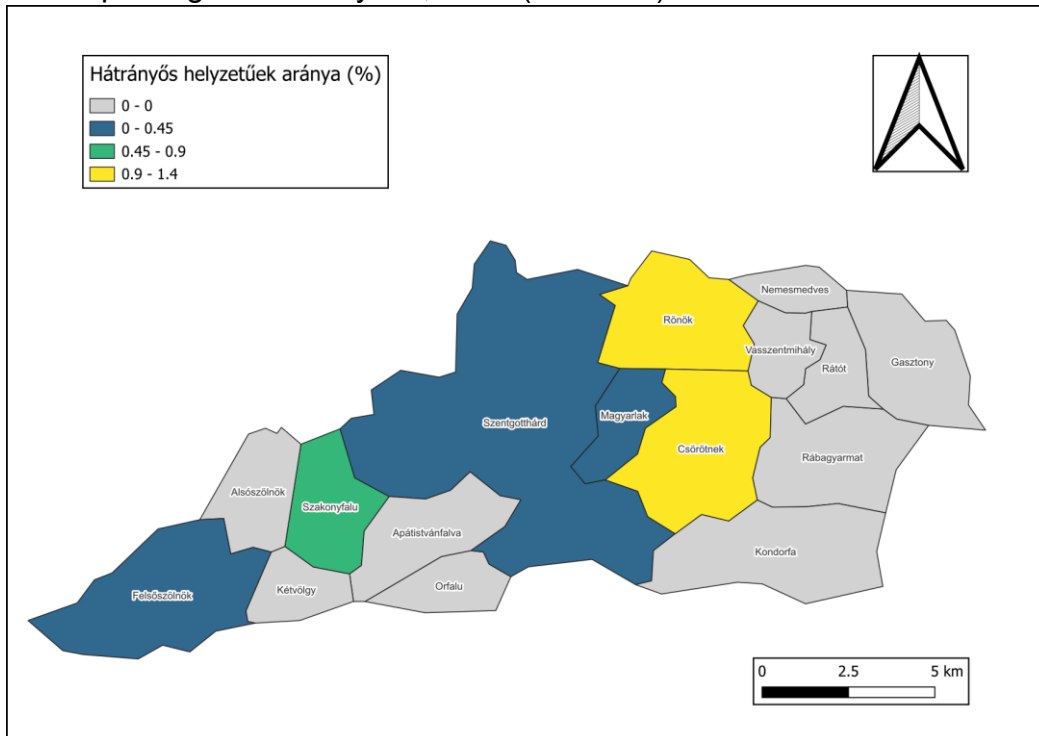 Hátrányős helyzetűek aránya (%)
0 - 0
0 - 0.45
0.45 - 0.9
0.9 - 1.4
Nemesmedves
Rönök
Vasszentmihály
Rátót
Gasztony
Szentgotthárd
Magyarlak
Csörötnek
Rábagyarmat
Alsószölnök
Szakonyfalu
Apátistvánfalva
Kondorfa
Felsőszölnök
Kétvölgy
Orfalu
0 2.5 5 km